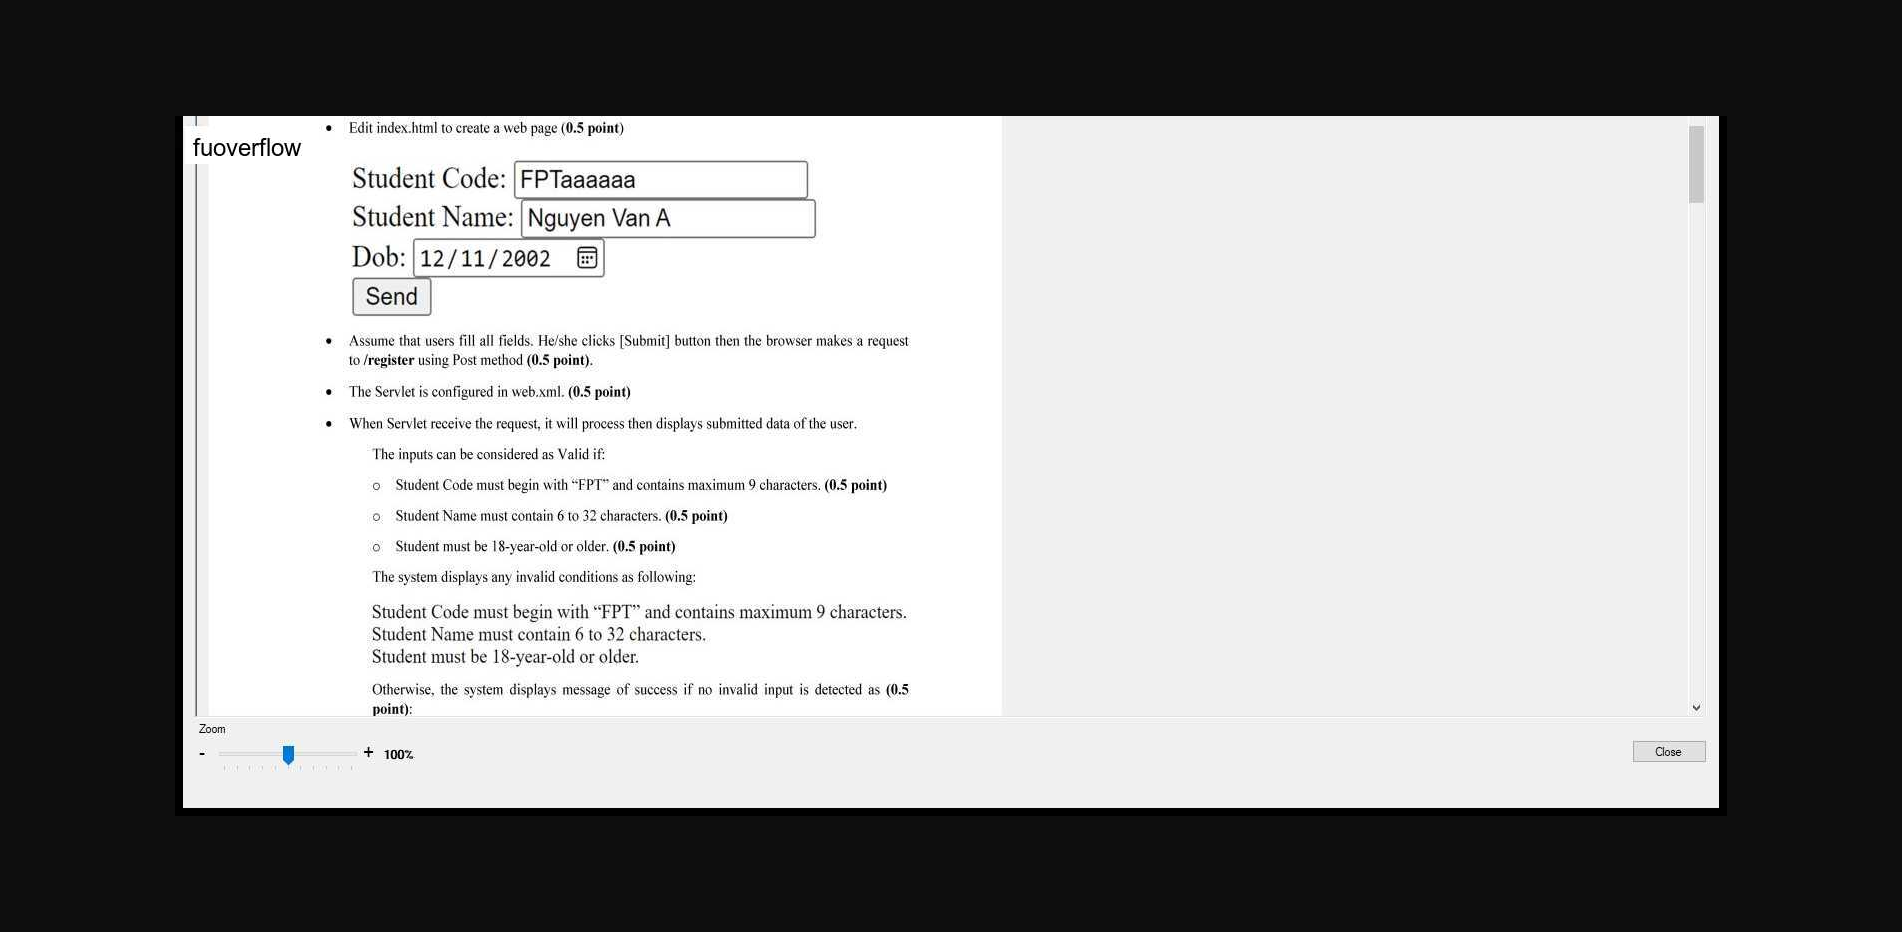 • Edit index.html to create a web page (0.5 point)
fuoverflow
Student Code: FPTaaaaaa
Student Name: Nguyen Van A
Dob: 12/11/2002
Send
• Assume that users fill all fields. He/she clicks [Submit] button then the browser makes a request
to /register using Post method (0.5 point).
• The Servlet is configured in web.xml. (0.5 point)
• When Servlet receive the request, it will process then displays submitted data of the user.
The inputs can be considered as Valid if:
o Student Code must begin with “FPT” and contains maximum 9 characters. (0.5 point)
o Student Name must contain 6 to 32 characters. (0.5 point)
o Student must be 18-year-old or older. (0.5 point)
The system displays any invalid conditions as following:
Student Code must begin with “FPT” and contains maximum 9 characters.
Student Name must contain 6 to 32 characters.
Student must be 18-year-old or older.
Otherwise, the system displays message of success if no invalid input is detected as (0.5
point):
Zoom
- + 100%
Close